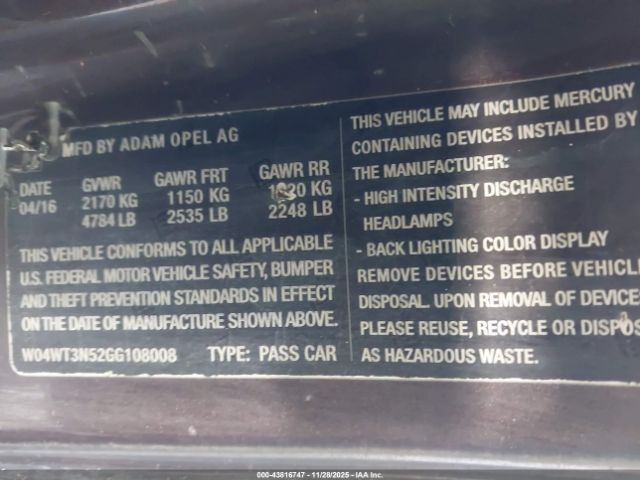 MFD BY ADAM OPEL AG
DATE GVWR GAWR FRT GAWR RR
04/16 2170 KG 1150 KG 1020 KG
4784 LB 2535 LB 2248 LB
THIS VEHICLE CONFORMS TO ALL APPLICABLE
U.S. FEDERAL MOTOR VEHICLE SAFETY, BUMPER
AND THEFT PREVENTION STANDARDS IN EFFECT
ON THE DATE OF MANUFACTURE SHOWN ABOVE.
W04WT3N52GG108008 TYPE: PASS CAR
THIS VEHICLE MAY INCLUDE MERCURY
CONTAINING DEVICES INSTALLED BY
THE MANUFACTURER:
- HIGH INTENSITY DISCHARGE
HEADLAMPS
- BACK LIGHTING COLOR DISPLAY
REMOVE DEVICES BEFORE VEHICL
DISPOSAL. UPON REMOVAL OF DEVICE
PLEASE REUSE, RECYCLE OR DISPOS
AS HAZARDOUS WASTE.
000-43816747 - 11/28/2025 - IAA Inc.